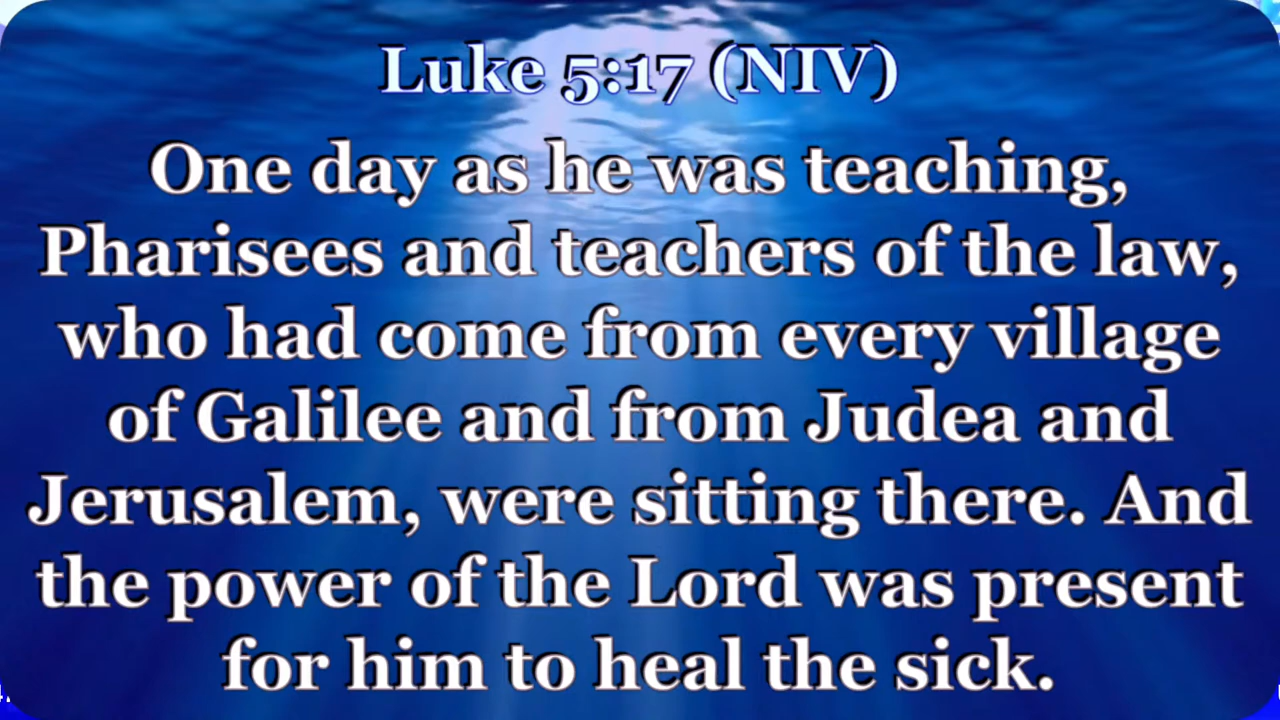 Luke 5:17 (NIV)
One day as he was teaching,
Pharisees and teachers of the law,
who had come from every village
of Galilee and from Judea and
Jerusalem, were sitting there. And
the power of the Lord was present
for him to heal the sick.